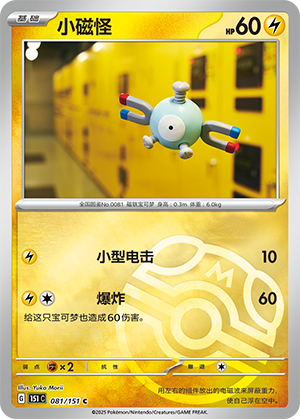 基础
小磁怪
HP60
全国图鉴No.0081 磁铁宝可梦 身高：0.3m 体重：6.0kg
小型电击 10
爆炸 60
给这只宝可梦也造成60伤害。
Illus. Yuka Morii
弱点 ×2 抗性 撤退
G 151 C 081/151 C
用左右的组件放出的电磁波来屏蔽重力，
使自己浮在空中。
©2025 Pokémon/Nintendo/Creatures/GAME FREAK.